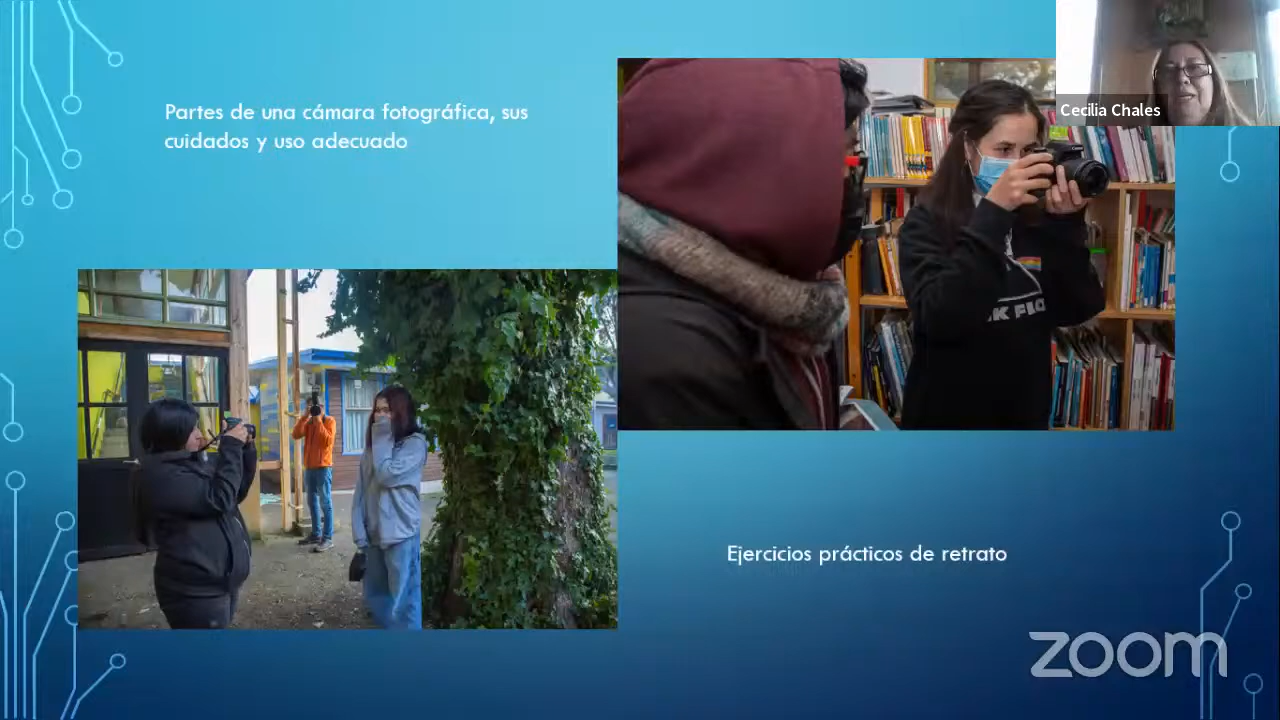 Partes de una cámara fotográfica, sus
cuidados y uso adecuado
Cecilia Chales
Ejercicios prácticos de retrato
zoom